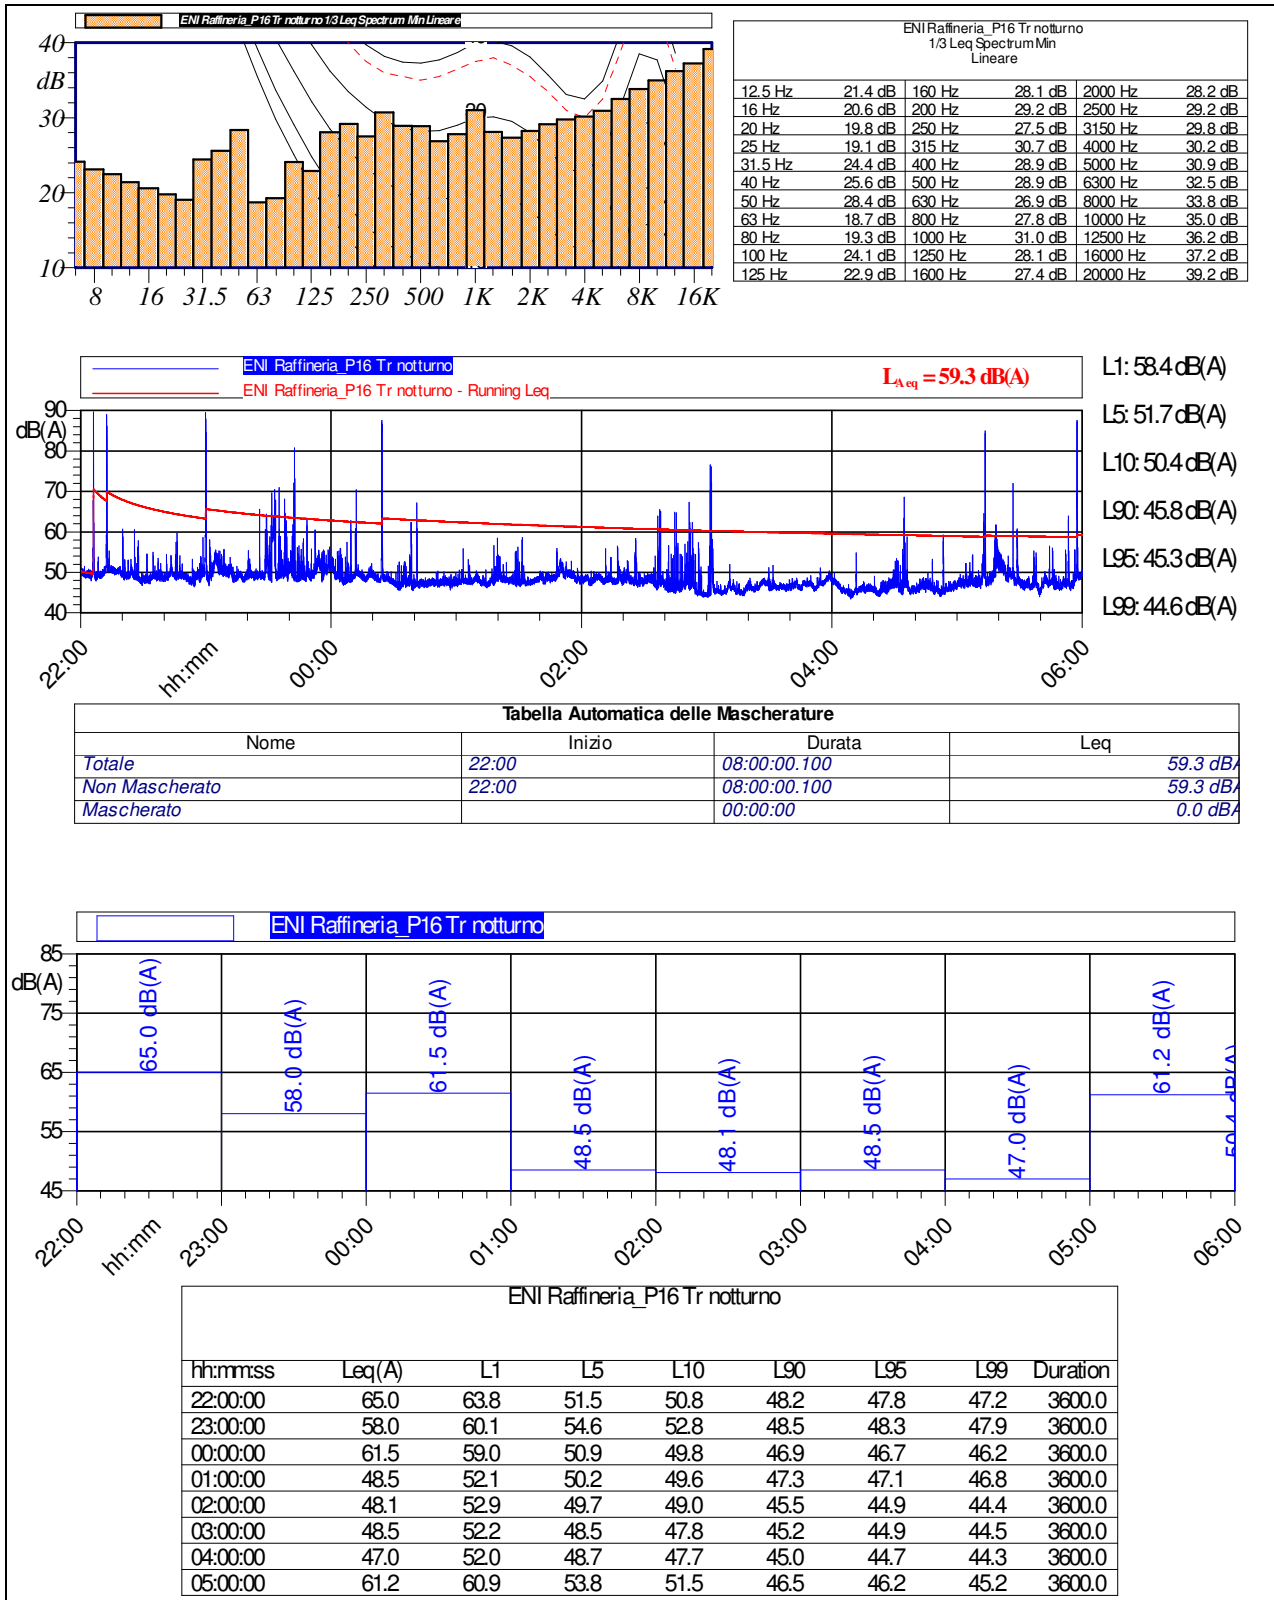 ENI Raffineria_P16 Tr notturno 1/3 Leq Spectrum Min Lineare
40
dB
30
20
10
8 16 31.5 63 125 250 500 1K 2K 4K 8K 16K
ENI Raffineria_P16 Tr notturno
1/3 Leq Spectrum Min
Lineare
12.5 Hz 21.4 dB 160 Hz 28.1 dB 2000 Hz 28.2 dB
16 Hz 20.6 dB 200 Hz 29.2 dB 2500 Hz 29.2 dB
20 Hz 19.8 dB 250 Hz 27.5 dB 3150 Hz 29.8 dB
25 Hz 19.1 dB 315 Hz 30.7 dB 4000 Hz 30.2 dB
31.5 Hz 24.4 dB 400 Hz 28.9 dB 5000 Hz 30.9 dB
40 Hz 25.6 dB 500 Hz 28.9 dB 6300 Hz 32.5 dB
50 Hz 28.4 dB 630 Hz 26.9 dB 8000 Hz 33.8 dB
63 Hz 18.7 dB 800 Hz 27.8 dB 10000 Hz 35.0 dB
80 Hz 19.3 dB 1000 Hz 31.0 dB 12500 Hz 36.2 dB
100 Hz 24.1 dB 1250 Hz 28.1 dB 16000 Hz 37.2 dB
125 Hz 22.9 dB 1600 Hz 27.4 dB 20000 Hz 39.2 dB
ENI Raffineria_P16 Tr notturno
ENI Raffineria_P16 Tr notturno - Running Leq
LA eq = 59.3 dB(A)
90
dB(A)
80
70
60
50
40
22:00 hh:mm 00:00 02:00 04:00 06:00
L1: 58.4 dB(A)
L5: 51.7 dB(A)
L10: 50.4 dB(A)
L90: 45.8 dB(A)
L95: 45.3 dB(A)
L99: 44.6 dB(A)
Tabella Automatica delle Mascherature
Nome Inizio Durata Leq
Totale 22:00 08:00:00.100 59.3 dBA
Non Mascherato 22:00 08:00:00.100 59.3 dBA
Mascherato 00:00:00 0.0 dBA
ENI Raffineria_P16 Tr notturno
85
dB(A)
75
65
55
45
65.0 dB(A)
58.0 dB(A)
61.5 dB(A)
48.5 dB(A)
48.1 dB(A)
48.5 dB(A)
47.0 dB(A)
61.2 dB(A)
22:00 hh:mm 23:00 00:00 01:00 02:00 03:00 04:00 05:00 06:00
ENI Raffineria_P16 Tr notturno
hh:mm:ss Leq(A) L1 L5 L10 L90 L95 L99 Duration
22:00:00 65.0 63.8 51.5 50.8 48.2 47.8 47.2 3600.0
23:00:00 58.0 60.1 54.6 52.8 48.5 48.3 47.9 3600.0
00:00:00 61.5 59.0 50.9 49.8 46.9 46.7 46.2 3600.0
01:00:00 48.5 52.1 50.2 49.6 47.3 47.1 46.8 3600.0
02:00:00 48.1 52.9 49.7 49.0 45.5 44.9 44.4 3600.0
03:00:00 48.5 52.2 48.5 47.8 45.2 44.9 44.5 3600.0
04:00:00 47.0 52.0 48.7 47.7 45.0 44.7 44.3 3600.0
05:00:00 61.2 60.9 53.8 51.5 46.5 46.2 45.2 3600.0